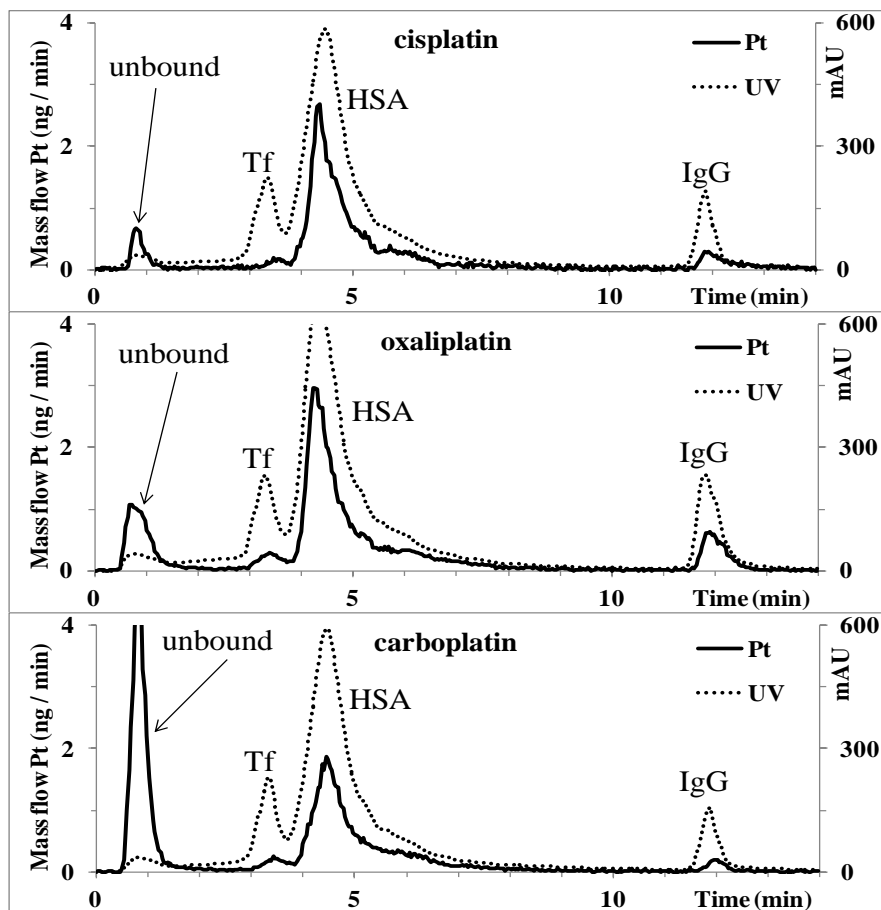 4
cisplatin
600
unbound
Pt
UV
Mass flow Pt (ng / min)
mAU
HSA
Tf
IgG
2
300
0
0
0
5
10
Time (min)
4
oxaliplatin
600
unbound
Pt
UV
Mass flow Pt (ng / min)
mAU
HSA
Tf
IgG
2
300
0
0
0
5
10
Time (min)
4
carboplatin
600
unbound
Pt
UV
Mass flow Pt (ng / min)
mAU
HSA
Tf
IgG
2
300
0
0
0
5
10
Time (min)